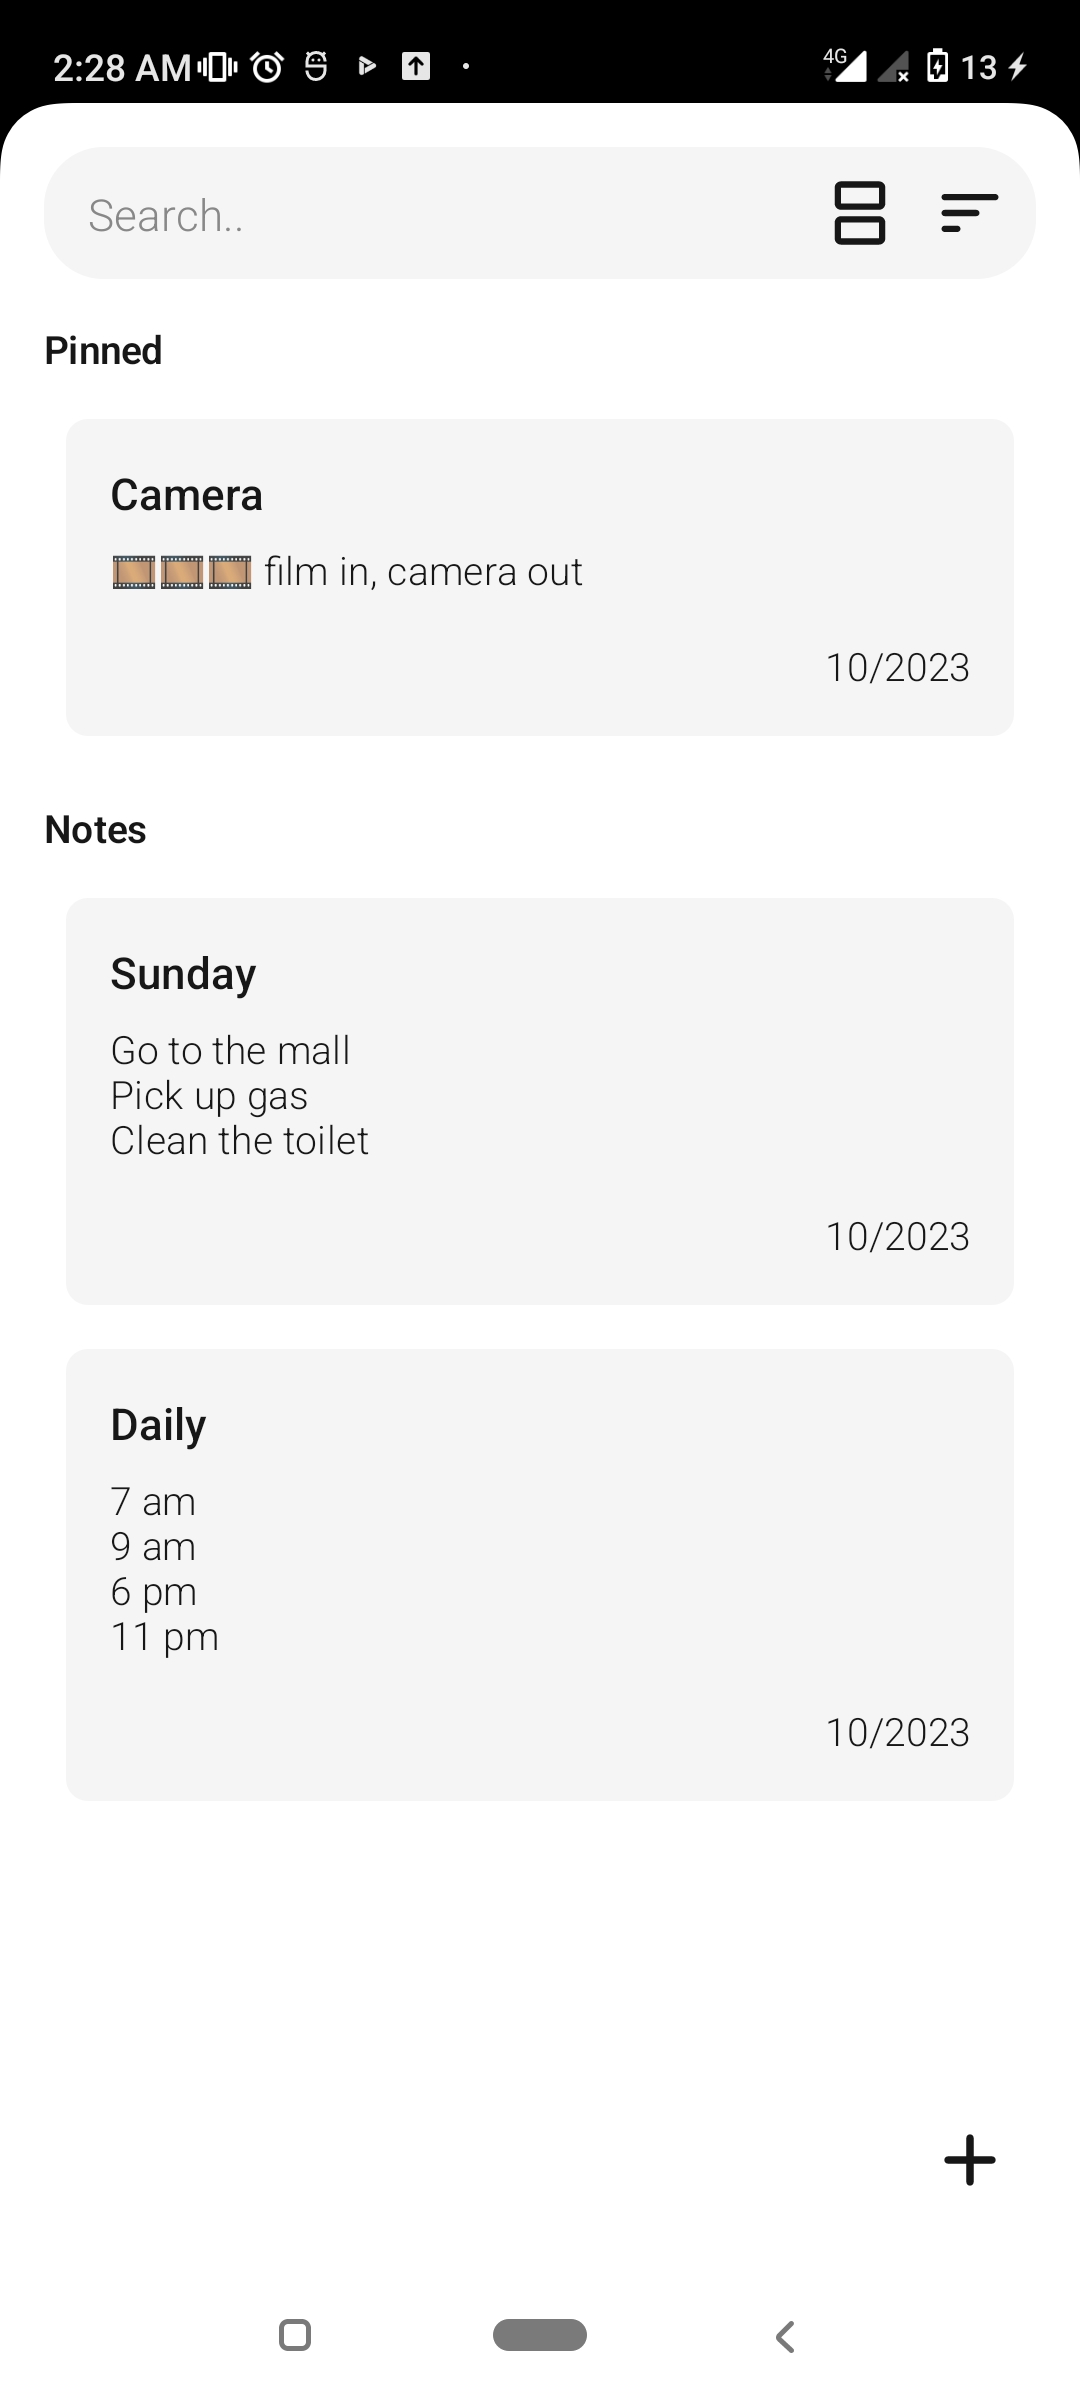 2:28 AM
4G 13
Search..
Pinned
Camera
🎞🎞🎞 film in, camera out
10/2023
Notes
Sunday
Go to the mall
Pick up gas
Clean the toilet
10/2023
Daily
7 am
9 am
6 pm
11 pm
10/2023